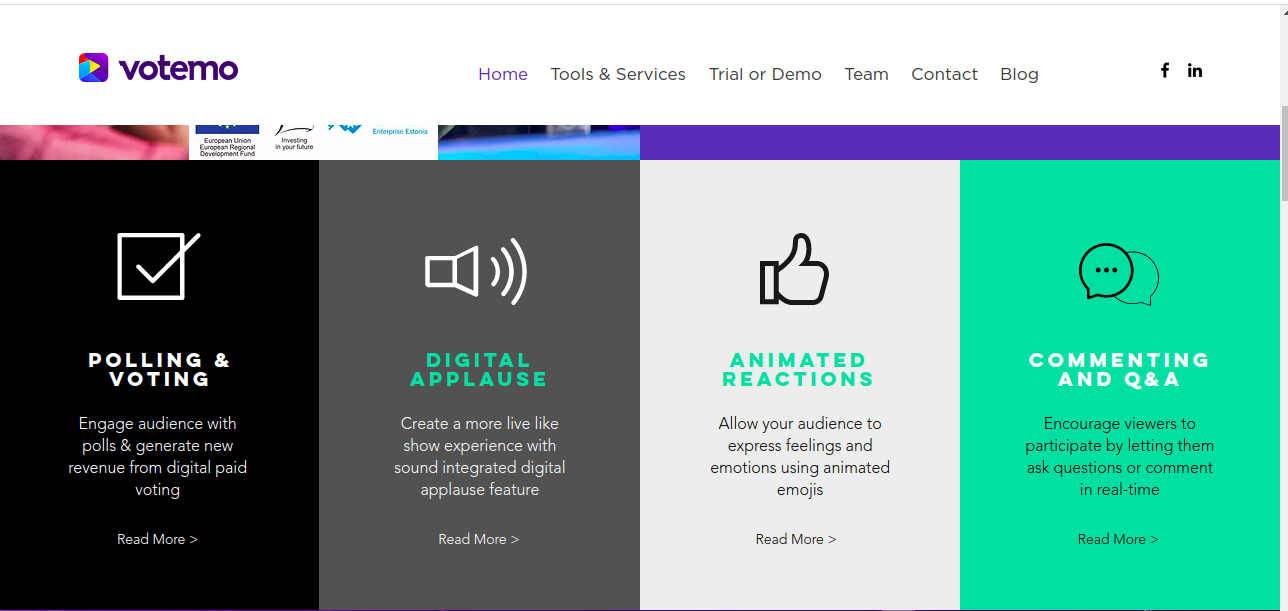 votemo
Home Tools & Services Trial or Demo Team Contact Blog
European Union
European Regional
Development Fund
Investing
in your future
Enterprise Estonia
POLLING &
VOTING
Engage audience with
polls & generate new
revenue from digital paid
voting
Read More >
DIGITAL
APPLAUSE
Create a more live like
show experience with
sound integrated digital
applause feature
Read More >
ANIMATED
REACTIONS
Allow your audience to
express feelings and
emotions using animated
emojis
Read More >
COMMENTING
AND Q&A
Encourage viewers to
participate by letting them
ask questions or comment
in real-time
Read More >